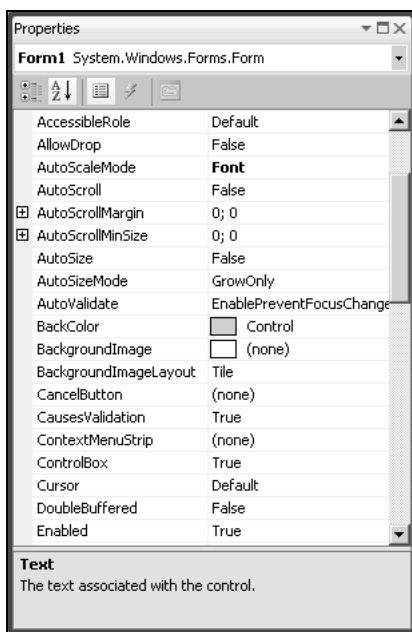 Properties
Form1 System.Windows.Forms.Form
AccessibleRole Default
AllowDrop False
AutoScaleMode Font
AutoScroll False
AutoScrollMargin 0; 0
AutoScrollMinSize 0; 0
AutoSize False
AutoSizeMode GrowOnly
AutoValidate EnablePreventFocusChange
BackColor Control
BackgroundImage (none)
BackgroundImageLayout Tile
CancelButton (none)
CausesValidation True
ContextMenuStrip (none)
ControlBox True
Cursor Default
DoubleBuffered False
Enabled True
Text
The text associated with the control.